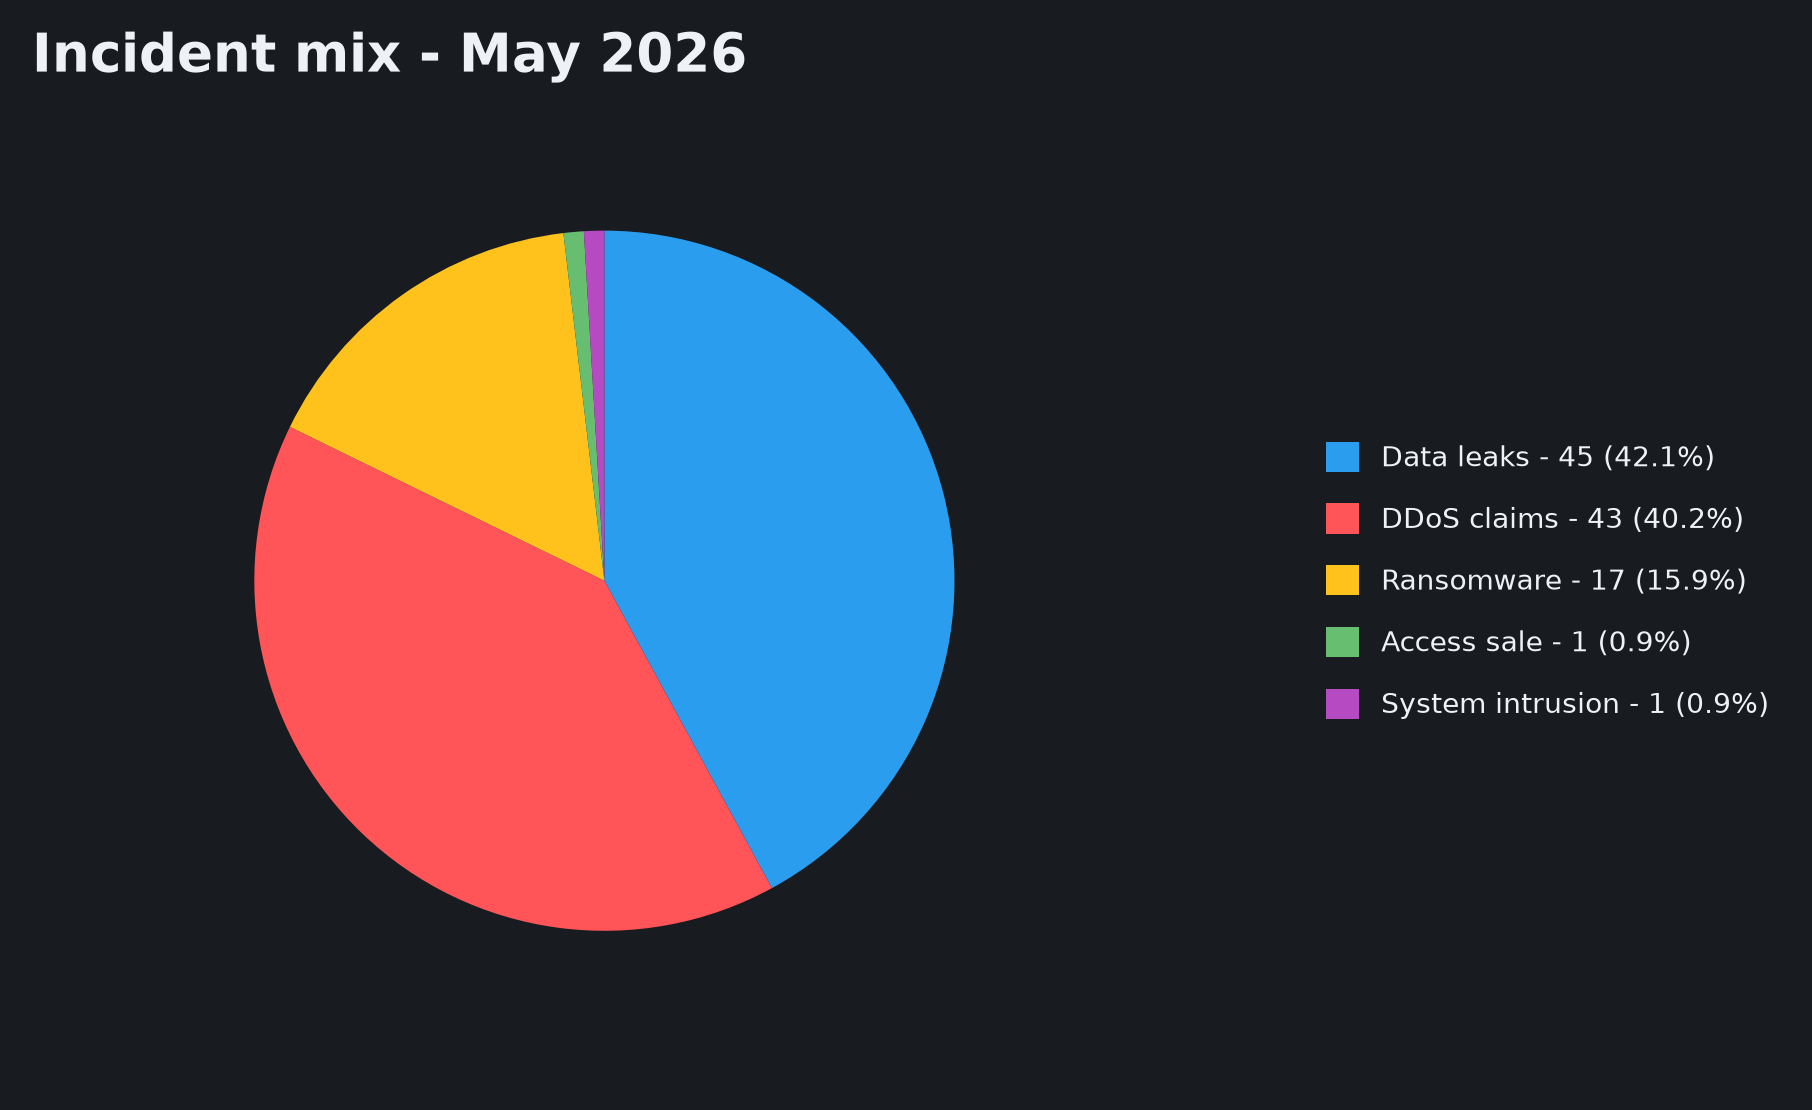 Incident mix - May 2026
Data leaks - 45 (42.1%)
DDoS claims - 43 (40.2%)
Ransomware - 17 (15.9%)
Access sale - 1 (0.9%)
System intrusion - 1 (0.9%)